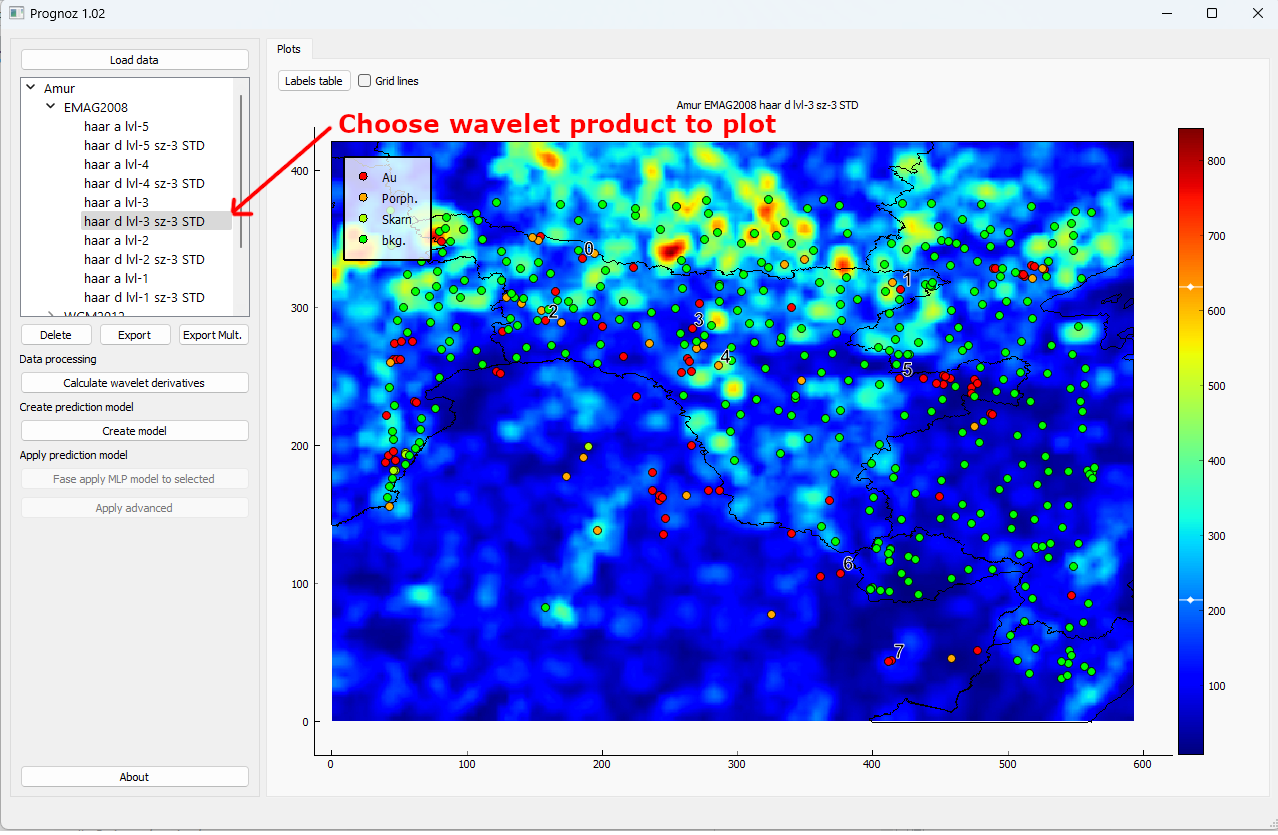 Prognoz 1.02
Load data
Amur
EMAG2008
haar a lvl-5
haar d lvl-5 sz-3 STD
haar a lvl-4
haar d lvl-4 sz-3 STD
haar a lvl-3
haar d lvl-3 sz-3 STD
haar a lvl-2
haar d lvl-2 sz-3 STD
haar a lvl-1
haar d lvl-1 sz-3 STD
Delete Export Export Mult.
Data processing
Calculate wavelet derivatives
Create prediction model
Create model
Apply prediction model
Fase apply MLP model to selected
Apply advanced
About
Plots
Labels table Grid lines
Amur EMAG2008 haar d lvl-3 sz-3 STD
Choose wavelet product to plot
Au
Porph.
Skarn
bkg.
0
1
2
3
4
5
6
7
400
300
200
100
0
0 100 200 300 400 500 600
800
700
600
500
400
300
200
100